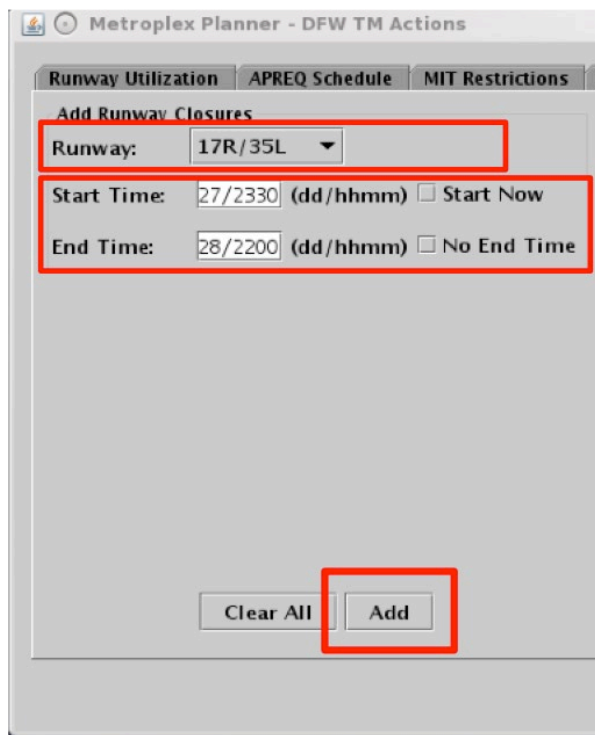 Metroplex Planner - DFW TM Actions
Runway Utilization APREQ Schedule MIT Restrictions
Add Runway Closures
Runway: 17R/35L
Start Time: 27/2330 (dd/hhmm) Start Now
End Time: 28/2200 (dd/hhmm) No End Time
Clear All Add